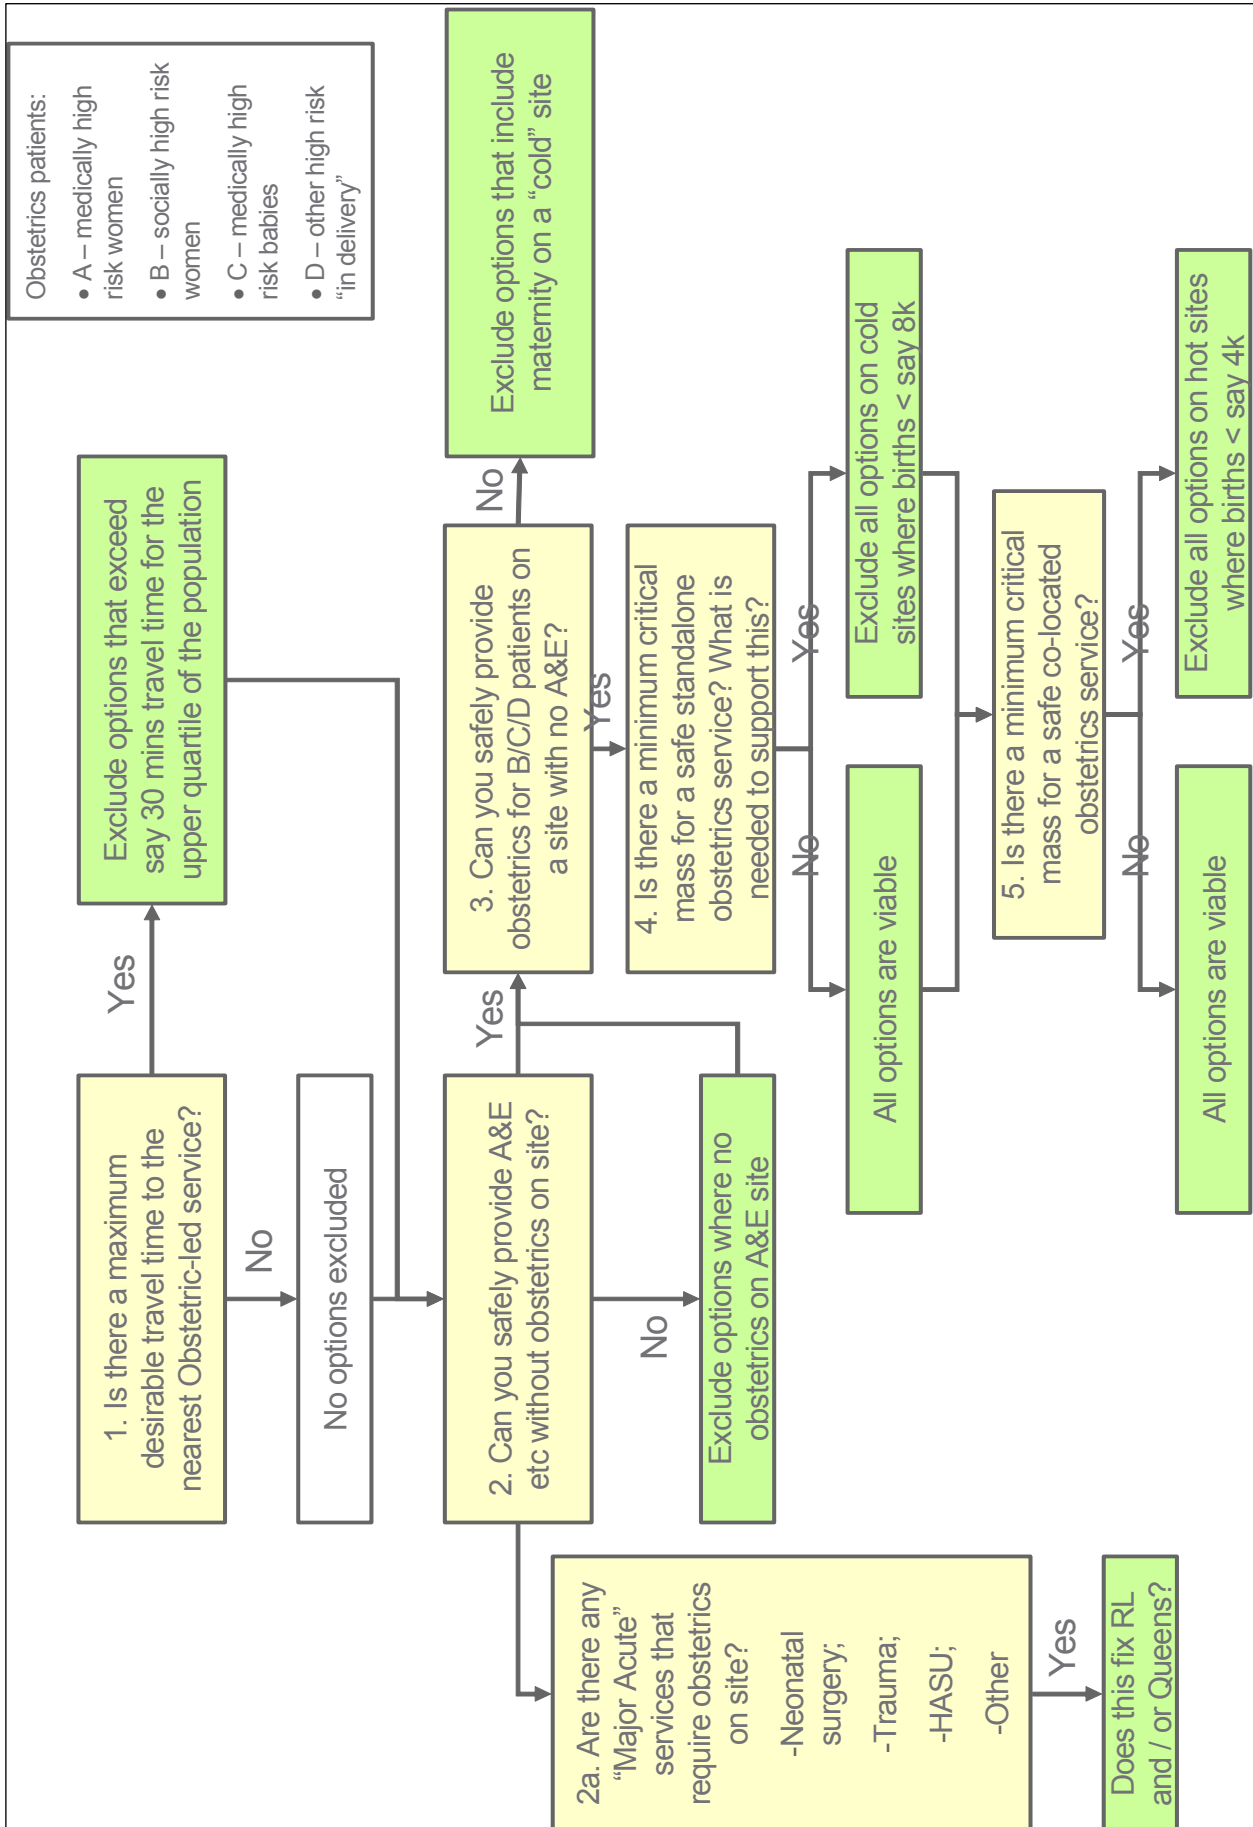 1. Is there a maximum
desirable travel time to the
nearest Obstetric-led service?
Yes
Exclude options that exceed
say 30 mins travel time for the
upper quartile of the population
Obstetrics patients:
• A – medically high
risk women
• B – socially high risk
women
• C – medically high
risk babies
• D – other high risk
“in delivery”
No
No options excluded
2. Can you safely provide A&E
etc without obstetrics on site?
Yes
3. Can you safely provide
obstetrics for B/C/D patients on
a site with no A&E?
No
Exclude options that include
maternity on a “cold” site
2a. Are there any
“Major Acute”
services that
require obstetrics
on site?
-Neonatal
surgery;
-Trauma;
-HASU;
-Other
Yes
Does this fix RL
and / or Queens?
No
Exclude options where no
obstetrics on A&E site
Yes
4. Is there a minimum critical
mass for a safe standalone
obstetrics service? What is
needed to support this?
No
Yes
All options are viable
Exclude all options on cold
sites where births < say 8k
5. Is there a minimum critical
mass for a safe co-located
obstetrics service?
No
Yes
All options are viable
Exclude all options on hot sites
where births < say 4k